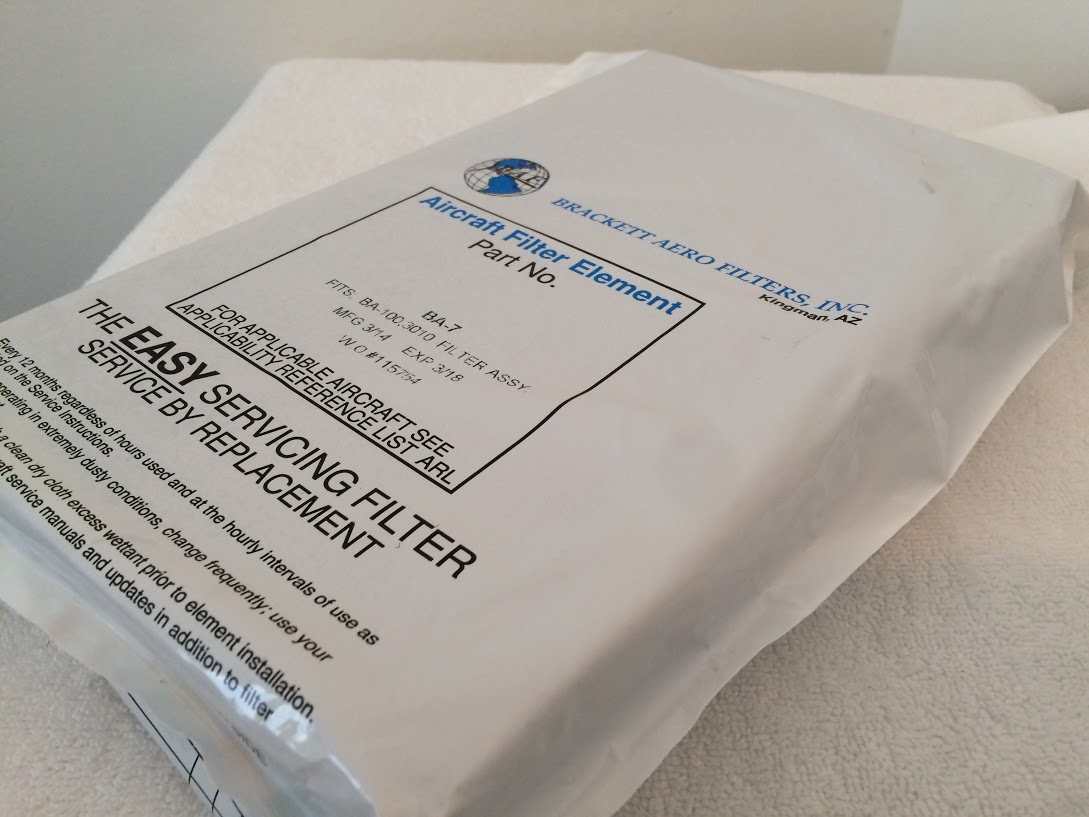 BRACKETT AERO FILTERS, INC.
Kingman, AZ
Aircraft Filter Element
Part No.
BA-7
FITS, BA-100,3010 FILTER ASSY.
MFG 3/14 EXP 3/18
W O #115754
FOR APPLICABLE AIRCRAFT SEE
APPLICABLITY REFERENCE LIST ARL
THE EASY SERVICING FILTER
SERVICE BY REPLACEMENT
Every 12 months regardless of hours used and at the hourly intervals of use as
on the Service Instructions.
operating in extremely dusty conditions, change frequently; use your
a clean dry cloth excess wettant prior to element installation.
service manuals and updates in addition to filter